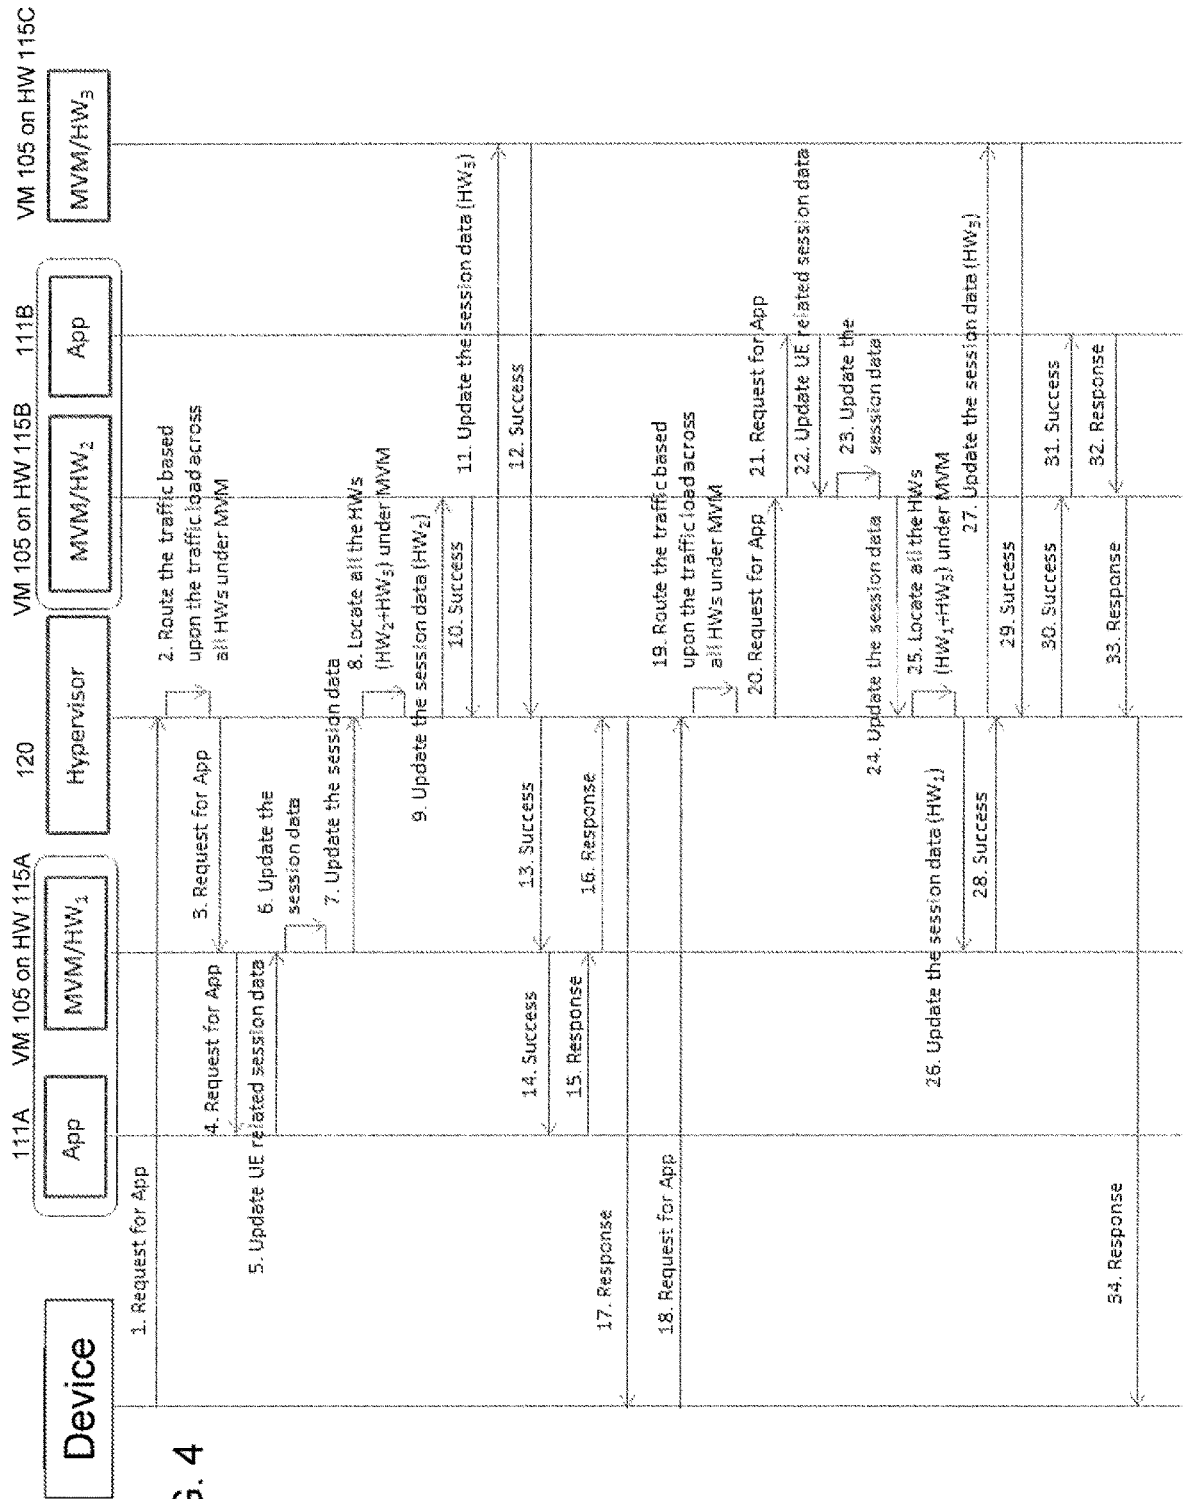 111A
VM 105 on HW 115A
120
VM 105 on HW 115B
111B
VM 105 on HW 115C
Device
App
MVM/HW1
Hypervisor
MVM/HW2
App
MVM/HW3
1. Request for App
2. Route the traffic based
upon the traffic load across
all HWs under MVM
3. Request for App
4. Request for App
5. Update UE related session data
6. Update the
session data
7. Update the session data
8. Locate all the HWs
(HW2+HW3) under MVM
9. Update the session data (HW2)
10. Success
11. Update the session data (HW3)
12. Success
13. Success
14. Success
15. Response
16. Response
17. Response
18. Request for App
19. Route the traffic based
upon the traffic load across
all HWs under MVM
20. Request for App
21. Request for App
22. Update UE related session data
23. Update the
session data
24. Update the session data
25. Locate all the HWs
(HW1+HW3) under MVM
26. Update the session data (HW1)
27. Update the session data (HW3)
28. Success
29. Success
30. Success
31. Success
32. Response
33. Response
34. Response
G. 4